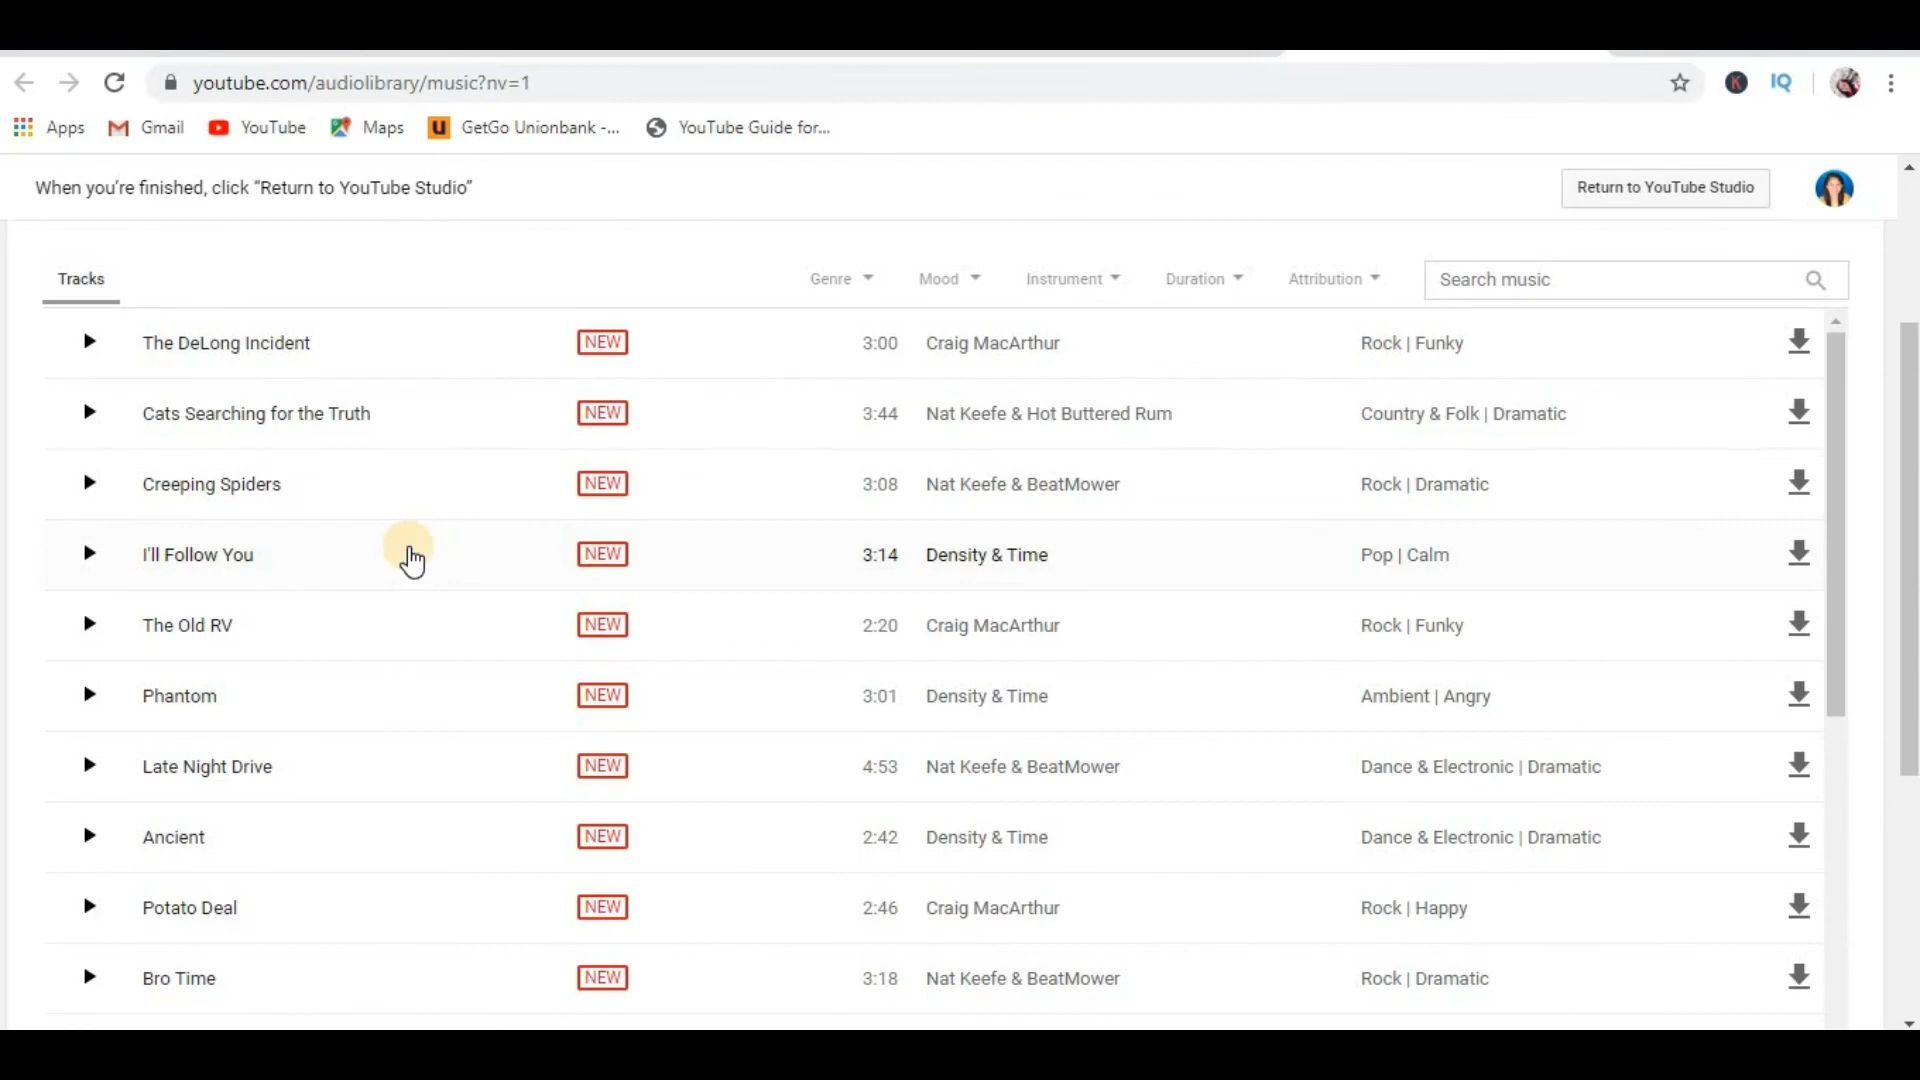 youtube.com/audiolibrary/music?nv=1
K IQ
Apps Gmail YouTube Maps u GetGo Unionbank -... YouTube Guide for...
When you're finished, click “Return to YouTube Studio” Return to YouTube Studio
Tracks Genre Mood Instrument Duration Attribution Search music
The DeLong Incident NEW 3:00 Craig MacArthur Rock | Funky
Cats Searching for the Truth NEW 3:44 Nat Keefe & Hot Buttered Rum Country & Folk | Dramatic
Creeping Spiders NEW 3:08 Nat Keefe & BeatMower Rock | Dramatic
I'll Follow You NEW 3:14 Density & Time Pop | Calm
The Old RV NEW 2:20 Craig MacArthur Rock | Funky
Phantom NEW 3:01 Density & Time Ambient | Angry
Late Night Drive NEW 4:53 Nat Keefe & BeatMower Dance & Electronic | Dramatic
Ancient NEW 2:42 Density & Time Dance & Electronic | Dramatic
Potato Deal NEW 2:46 Craig MacArthur Rock | Happy
Bro Time NEW 3:18 Nat Keefe & BeatMower Rock | Dramatic